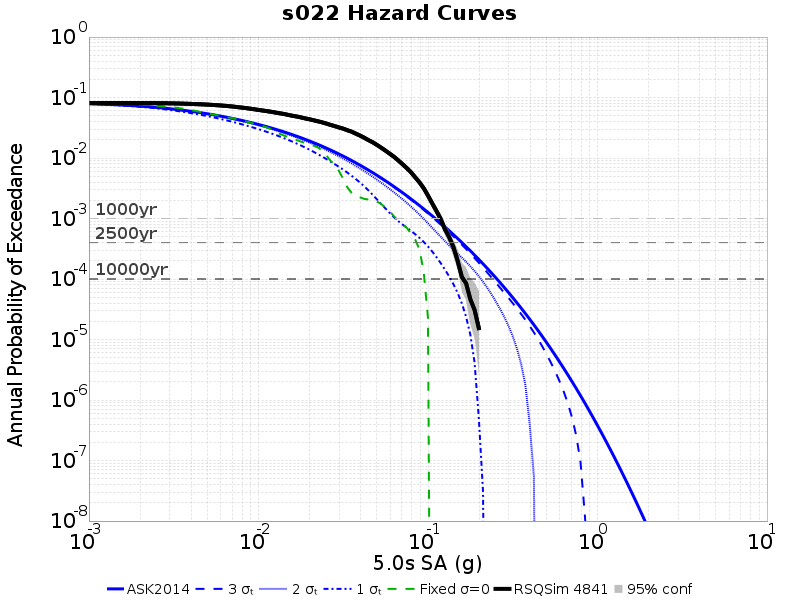 s022 Hazard Curves
Annual Probability of Exceedance
10^0
10^-1
10^-2
10^-3
10^-4
10^-5
10^-6
10^-7
10^-8
1000yr
2500yr
10000yr
10^-3 10^-2 10^-1 10^0 10^1
5.0s SA (g)
ASK2014 3 σₜ 2 σₜ 1 σₜ Fixed σ=0 RSQSim 4841 95% conf